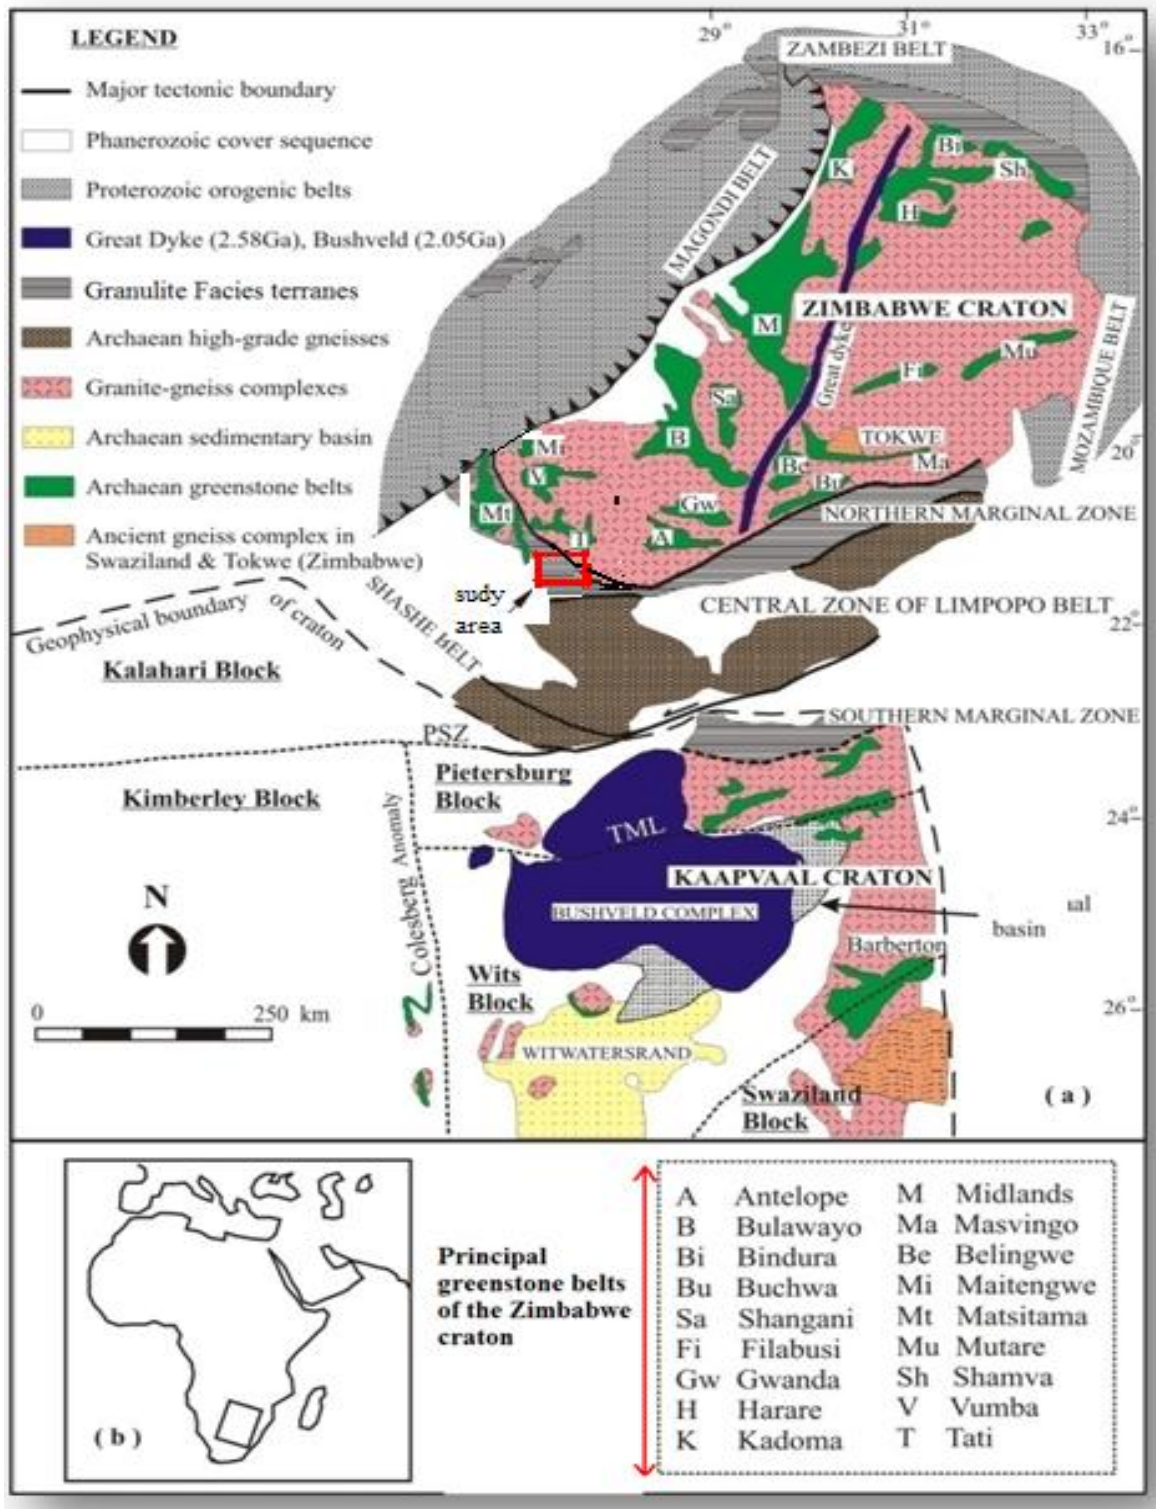 29°
31°
33°
16°
LEGEND
Major tectonic boundary
Phanerozoic cover sequence
Proterozoic orogenic belts
Great Dyke (2.58Ga), Bushveld (2.05Ga)
Granulite Facies terranes
Archaean high-grade gneisses
Granite-gneiss complexes
Archaean sedimentary basin
Archaean greenstone belts
Ancient gneiss complex in
Swaziland & Tokwe (Zimbabwe)
ZAMBEZI BELT
MAGONDI BELT
K
Bi
Sh
H
ZIMBABWE CRATON
M
Great dyke
MOZAMBIQUE BELT
Mu
Fi
Sa
B
TOKWE
20°
Ma
Be
Bu
Mi
V
Mt
Gw
T
A
NORTHERN MARGINAL ZONE
sudy
area
SHASHE BELT
CENTRAL ZONE OF LIMPOPO BELT
22°
Geophysical boundary
of craton
Kalahari Block
SOUTHERN MARGINAL ZONE
PSZ
Pietersburg
Block
Kimberley Block
Colesberg Anomaly
TML
24°
KAAPVAAL CRATON
BUSHVELD COMPLEX
ual
basin
N
Barberton
Wits
Block
0
250 km
26°
WITWATERSRAND
Swaziland
Block
( a )
( b )
Principal
greenstone belts
of the Zimbabwe
craton
A Antelope M Midlands
B Bulawayo Ma Masvingo
Bi Bindura Be Belingwe
Bu Buchwa Mi Maitengwe
Sa Shangani Mt Matsitama
Fi Filabusi Mu Mutare
Gw Gwanda Sh Shamva
H Harare V Vumba
K Kadoma T Tati